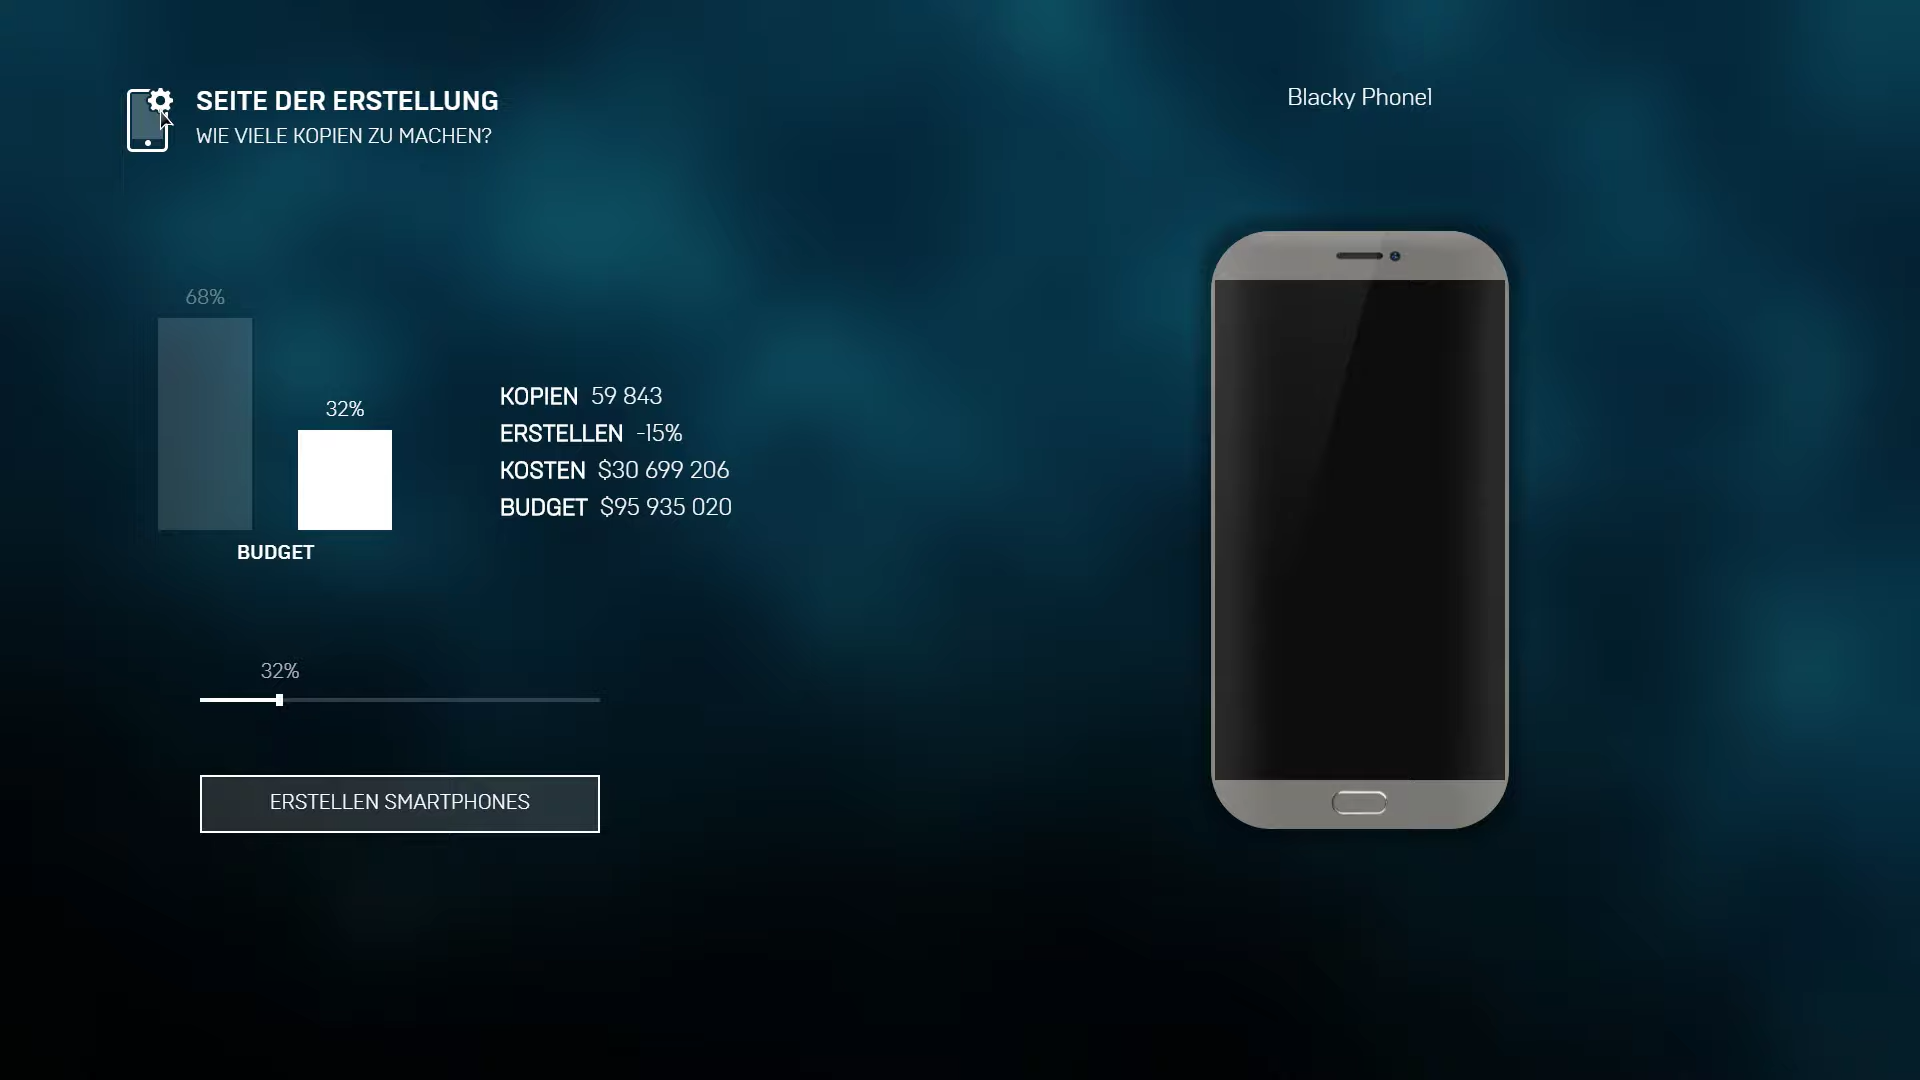 SEITE DER ERSTELLUNG
WIE VIELE KOPIEN ZU MACHEN?
Blacky Phone1
68%
32%
BUDGET
KOPIEN 59 843
ERSTELLEN -15%
KOSTEN $30 699 206
BUDGET $95 935 020
32%
ERSTELLEN SMARTPHONES